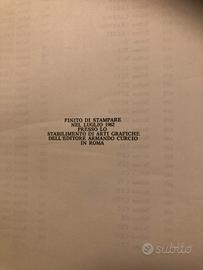 FINITO DI STAMPARE
NEL LUGLIO 1962
PRESSO LO
STABILIMENTO DI ARTI GRAFICHE
DELL'EDITORE ARMANDO CURCIO
IN ROMA
subito